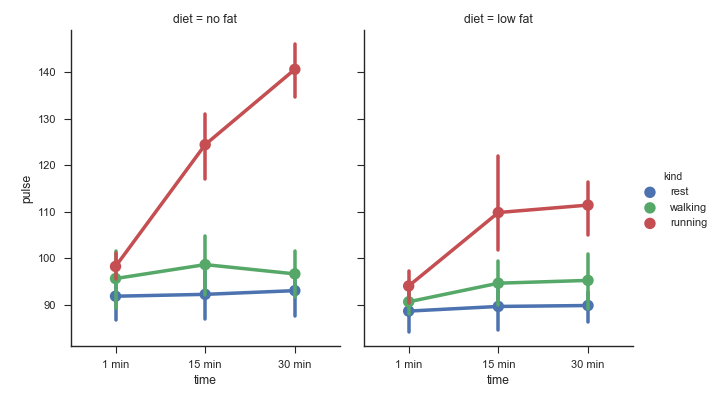 diet = no fat
diet = low fat
140
130
120
110
100
90
pulse
1 min
15 min
30 min
time
1 min
15 min
30 min
time
kind
rest
walking
running